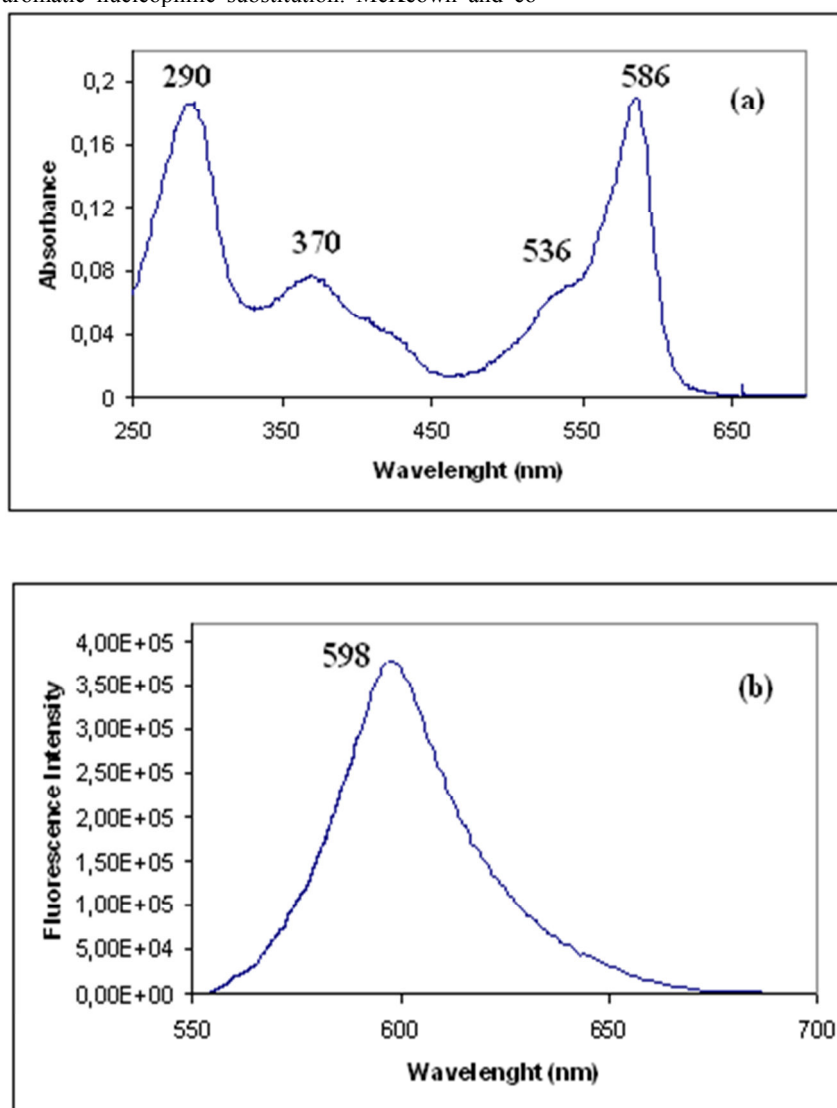 aromatic nucleophilic substitution. McKeown and co-
290
586
(a)
370
536
0,2
0,16
0,12
0,08
0,04
0
Absorbance
250 350 450 550 650
Wavelenght (nm)
598
(b)
4,00E+05
3,50E+05
3,00E+05
2,50E+05
2,00E+05
1,50E+05
1,00E+05
5,00E+04
0,00E+00
Fluorescence Intensity
550 600 650 700
Wavelenght (nm)